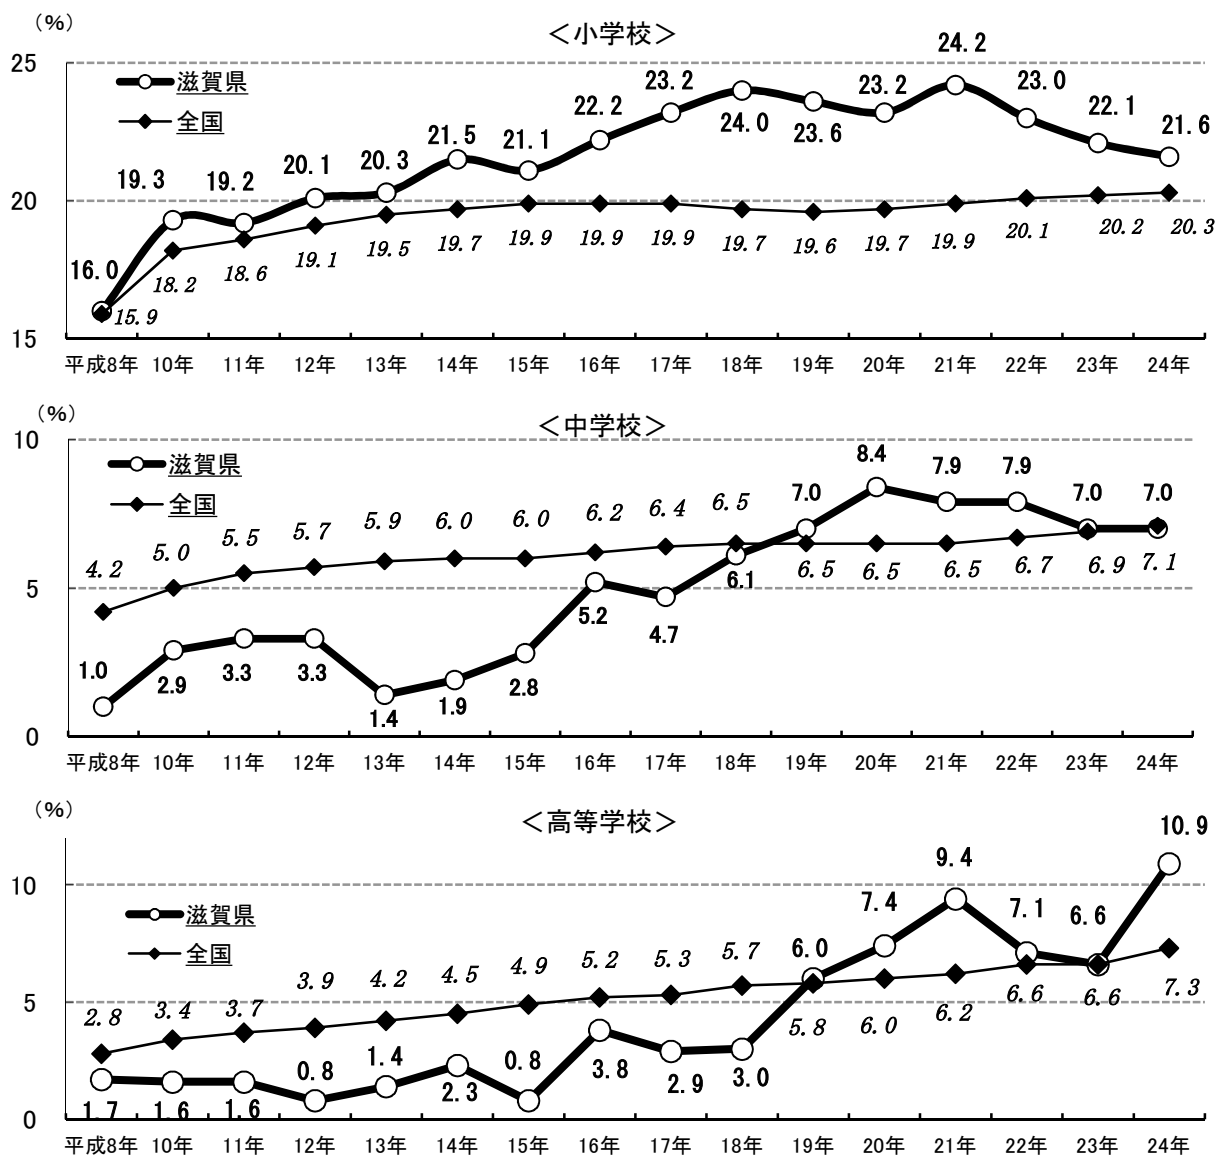 (%)
＜小学校＞
25
20
15
滋賀県
全国
16.0 19.3 19.2 20.1 20.3 21.5 21.1 22.2 23.2 24.0 23.6 23.2 24.2 23.0 22.1 21.6
15.9 18.2 18.6 19.1 19.5 19.7 19.9 19.9 19.9 19.7 19.6 19.7 19.9 20.1 20.2 20.3
平成8年 10年 11年 12年 13年 14年 15年 16年 17年 18年 19年 20年 21年 22年 23年 24年
(%)
＜中学校＞
10
5
0
滋賀県
全国
4.2 5.0 5.5 5.7 5.9 6.0 6.0 6.2 6.4 6.5 6.5 6.5 6.5 6.7 6.9 7.1
1.0 2.9 3.3 3.3 1.4 1.9 2.8 5.2 4.7 6.1 7.0 8.4 7.9 7.9 7.0 7.0
平成8年 10年 11年 12年 13年 14年 15年 16年 17年 18年 19年 20年 21年 22年 23年 24年
(%)
＜高等学校＞
10
5
0
滋賀県
全国
2.8 3.4 3.7 3.9 4.2 4.5 4.9 5.2 5.3 5.7 5.8 6.0 6.2 6.6 6.6 7.3
1.7 1.6 1.6 0.8 1.4 2.3 0.8 3.8 2.9 3.0 6.0 7.4 9.4 7.1 6.6 10.9
平成8年 10年 11年 12年 13年 14年 15年 16年 17年 18年 19年 20年 21年 22年 23年 24年